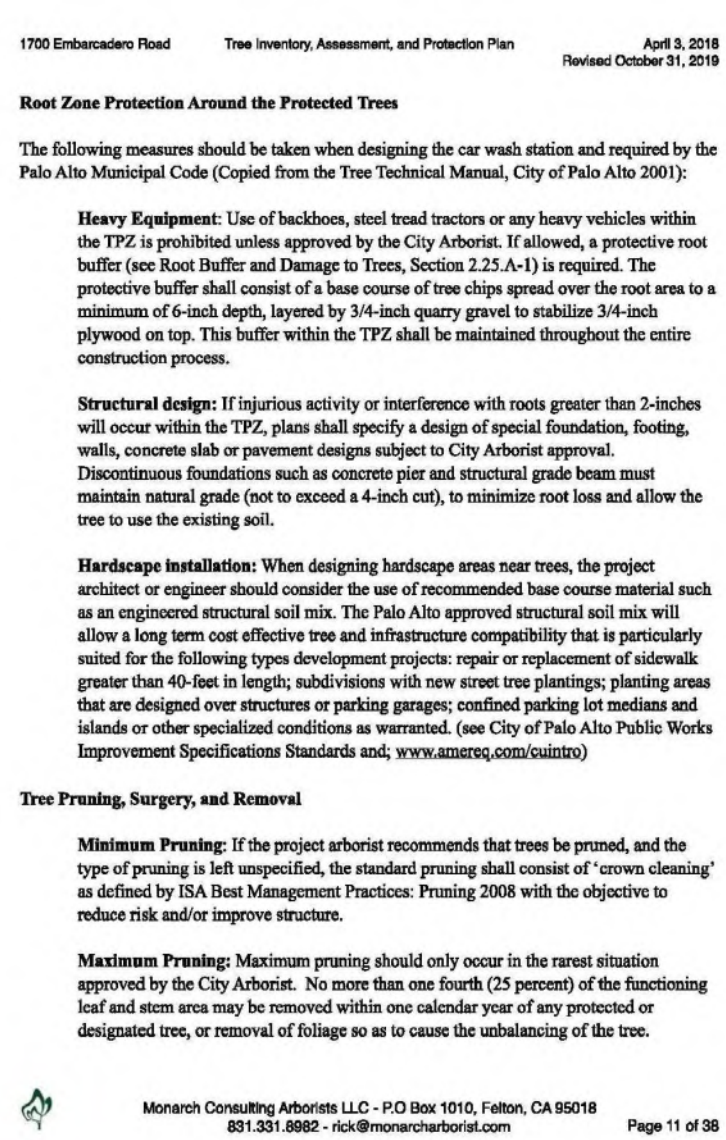 1700 Embarcadero Road Tree Inventory, Assessment, and Protection Plan April 3, 2018
Revised October 31, 2019
Root Zone Protection Around the Protected Trees
The following measures should be taken when designing the car wash station and required by the
Palo Alto Municipal Code (Copied from the Tree Technical Manual, City of Palo Alto 2001):
Heavy Equipment: Use of backhoes, steel tread tractors or any heavy vehicles within
the TPZ is prohibited unless approved by the City Arborist. If allowed, a protective root
buffer (see Root Buffer and Damage to Trees, Section 2.25.A-1) is required. The
protective buffer shall consist of a base course of tree chips spread over the root area to a
minimum of 6-inch depth, layered by 3/4-inch quarry gravel to stabilize 3/4-inch
plywood on top. This buffer within the TPZ shall be maintained throughout the entire
construction process.
Structural design: If injurious activity or interference with roots greater than 2-inches
will occur within the TPZ, plans shall specify a design of special foundation, footing,
walls, concrete slab or pavement designs subject to City Arborist approval.
Discontinuous foundations such as concrete pier and structural grade beam must
maintain natural grade (not to exceed a 4-inch cut), to minimize root loss and allow the
tree to use the existing soil.
Hardscape installation: When designing hardscape areas near trees, the project
architect or engineer should consider the use of recommended base course material such
as an engineered structural soil mix. The Palo Alto approved structural soil mix will
allow a long term cost effective tree and infrastructure compatibility that is particularly
suited for the following types development projects: repair or replacement of sidewalk
greater than 40-feet in length; subdivisions with new street tree plantings; planting areas
that are designed over structures or parking garages; confined parking lot medians and
islands or other specialized conditions as warranted. (see City of Palo Alto Public Works
Improvement Specifications Standards and; www.amereq.com/cuintro)
Tree Pruning, Surgery, and Removal
Minimum Pruning: If the project arborist recommends that trees be pruned, and the
type of pruning is left unspecified, the standard pruning shall consist of ‘crown cleaning’
as defined by ISA Best Management Practices: Pruning 2008 with the objective to
reduce risk and/or improve structure.
Maximum Pruning: Maximum pruning should only occur in the rarest situation
approved by the City Arborist. No more than one fourth (25 percent) of the functioning
leaf and stem area may be removed within one calendar year of any protected or
designated tree, or removal of foliage so as to cause the unbalancing of the tree.
Monarch Consulting Arborists LLC - P.O Box 1010, Felton, CA 95018
831.331.8982 - rick@monarcharborist.com Page 11 of 38